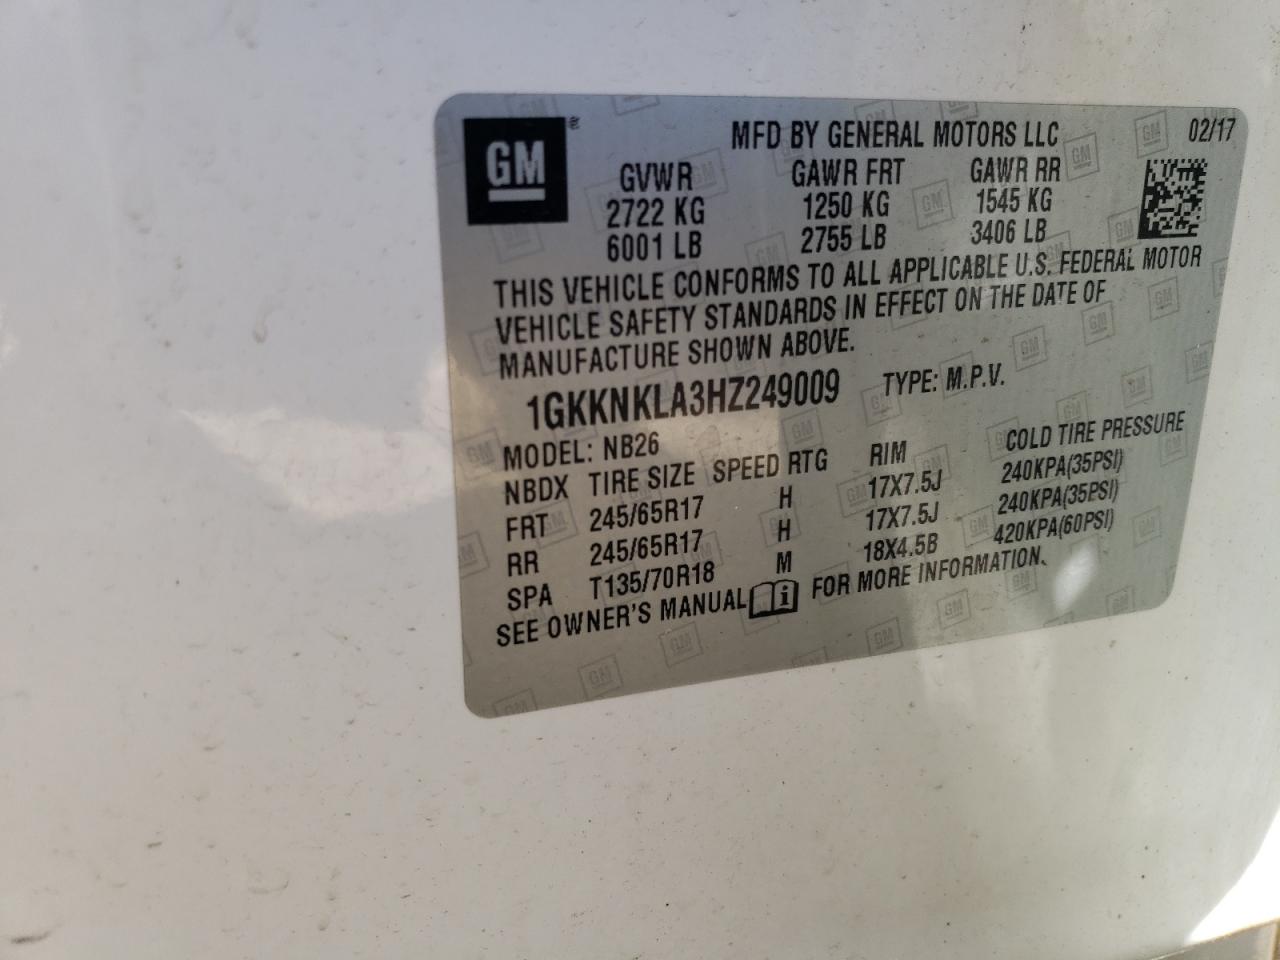 GM ®
MFD BY GENERAL MOTORS LLC 02/17
GVWR GAWR FRT GAWR RR
2722 KG 1250 KG 1545 KG
6001 LB 2755 LB 3406 LB
THIS VEHICLE CONFORMS TO ALL APPLICABLE U.S. FEDERAL MOTOR
VEHICLE SAFETY STANDARDS IN EFFECT ON THE DATE OF
MANUFACTURE SHOWN ABOVE.
1GKKNKLA3HZ249009 TYPE: M.P.V.
MODEL: NB26
NBDX TIRE SIZE SPEED RTG RIM COLD TIRE PRESSURE
FRT 245/65R17 H 17X7.5J 240KPA(35PSI)
RR 245/65R17 H 17X7.5J 240KPA(35PSI)
SPA T135/70R18 M 18X4.5B 420KPA(60PSI)
SEE OWNER'S MANUAL i FOR MORE INFORMATION.